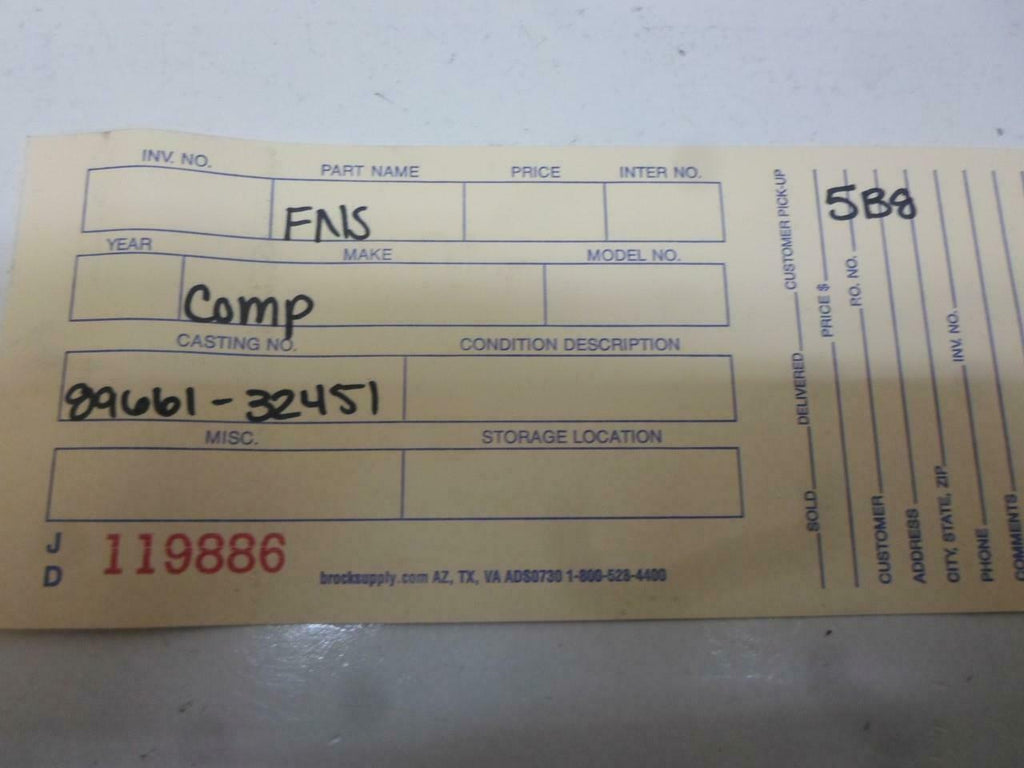 INV. NO. PART NAME PRICE INTER NO.
FNS
YEAR MAKE MODEL NO.
Comp
CASTING NO. CONDITION DESCRIPTION
89661-32451
MISC. STORAGE LOCATION
J D 119886
brocksupply.com AZ, TX, VA ADS0730 1-800-528-4400
SOLD DELIVERED CUSTOMER PICK-UP
PRICE $
P.O. NO.
5B8
CUSTOMER
ADDRESS
CITY, STATE, ZIP INV. NO.
PHONE
COMMENTS